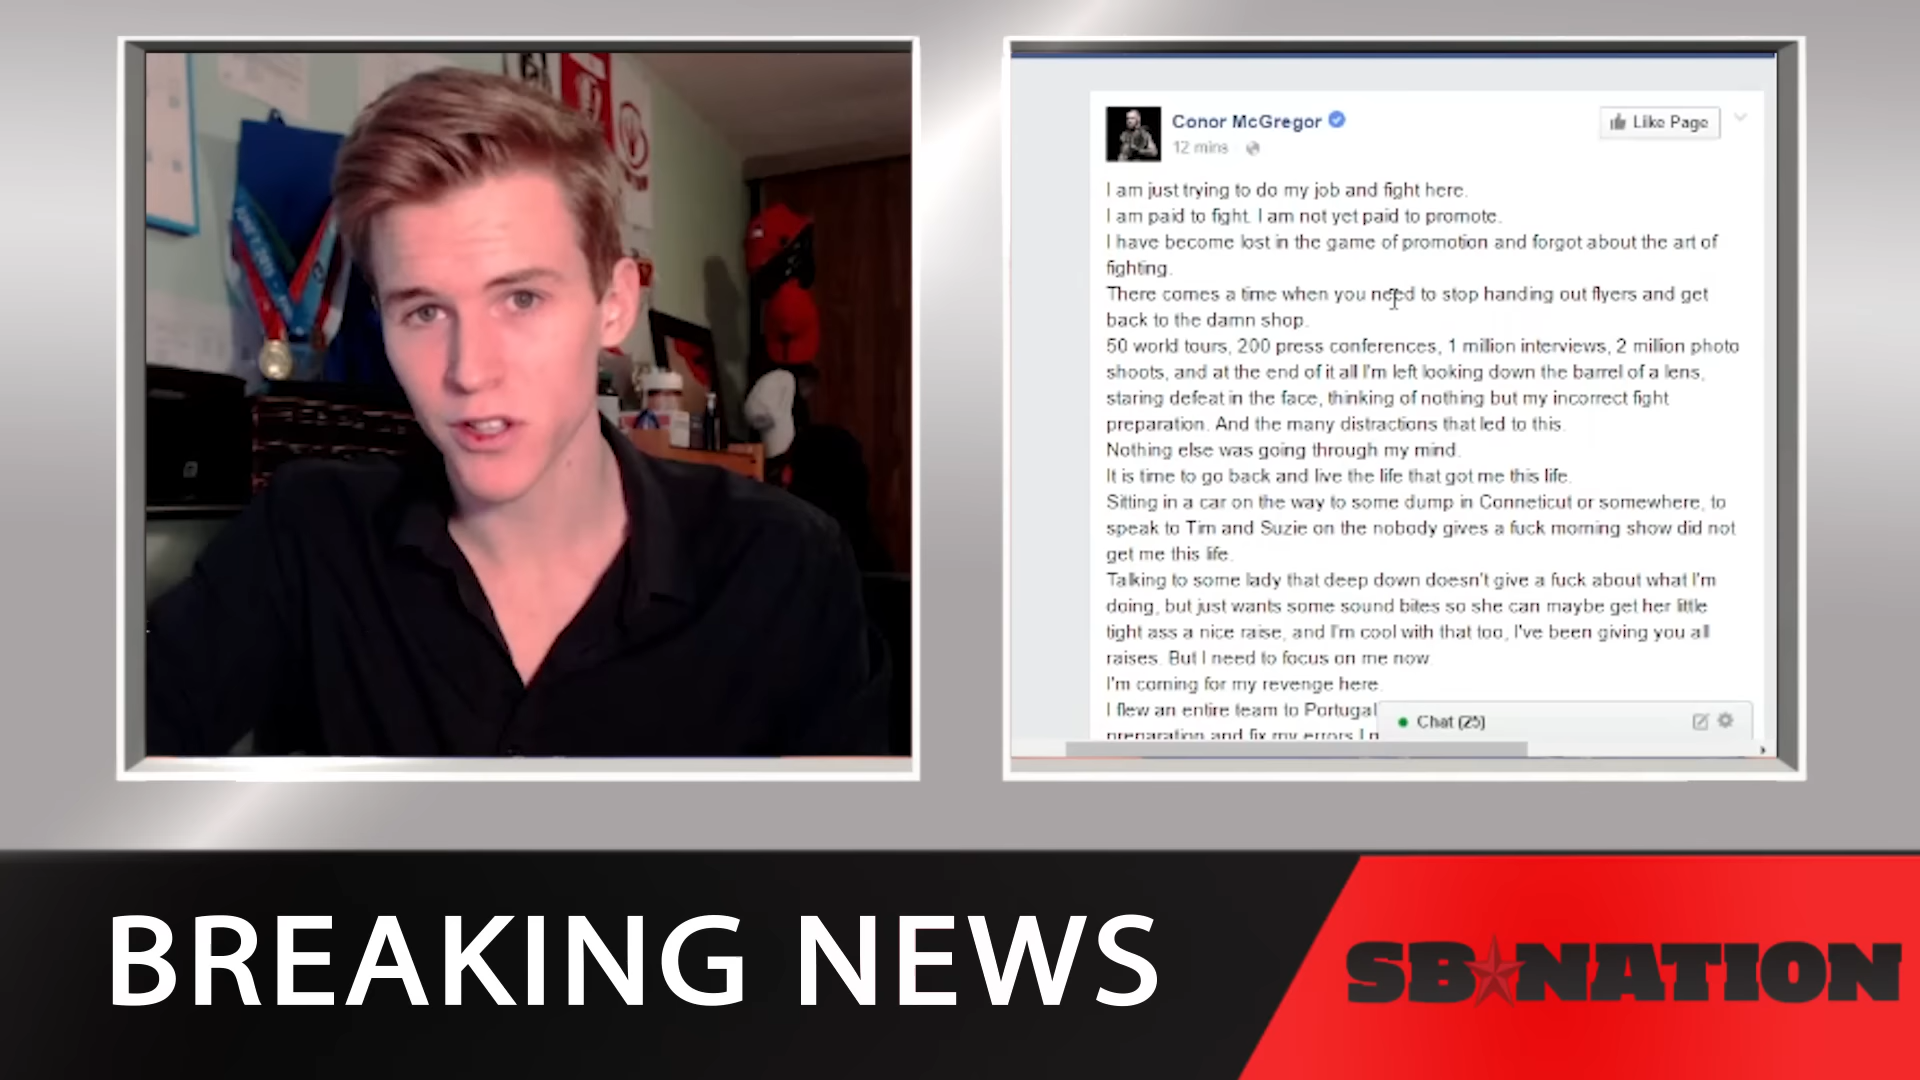 Conor McGregor
Like Page
12 mins
I am just trying to do my job and fight here.
I am paid to fight. I am not yet paid to promote.
I have become lost in the game of promotion and forgot about the art of
fighting.
There comes a time when you need to stop handing out flyers and get
back to the damn shop.
50 world tours, 200 press conferences, 1 million interviews, 2 million photo
shoots, and at the end of it all I'm left looking down the barrel of a lens,
staring defeat in the face, thinking of nothing but my incorrect fight
preparation. And the many distractions that led to this.
Nothing else was going through my mind.
It is time to go back and live the life that got me this life.
Sitting in a car on the way to some dump in Conneticut or somewhere, to
speak to Tim and Suzie on the nobody gives a fuck morning show did not
get me this life.
Talking to some lady that deep down doesn't give a fuck about what I'm
doing, but just wants some sound bites so she can maybe get her little
tight ass a nice raise, and I'm cool with that too, I've been giving you all
raises. But I need to focus on me now.
I'm coming for my revenge here.
I flew an entire team to Portugal
preparation and fix my errors I
Chat (25)
BREAKING NEWS
SB NATION